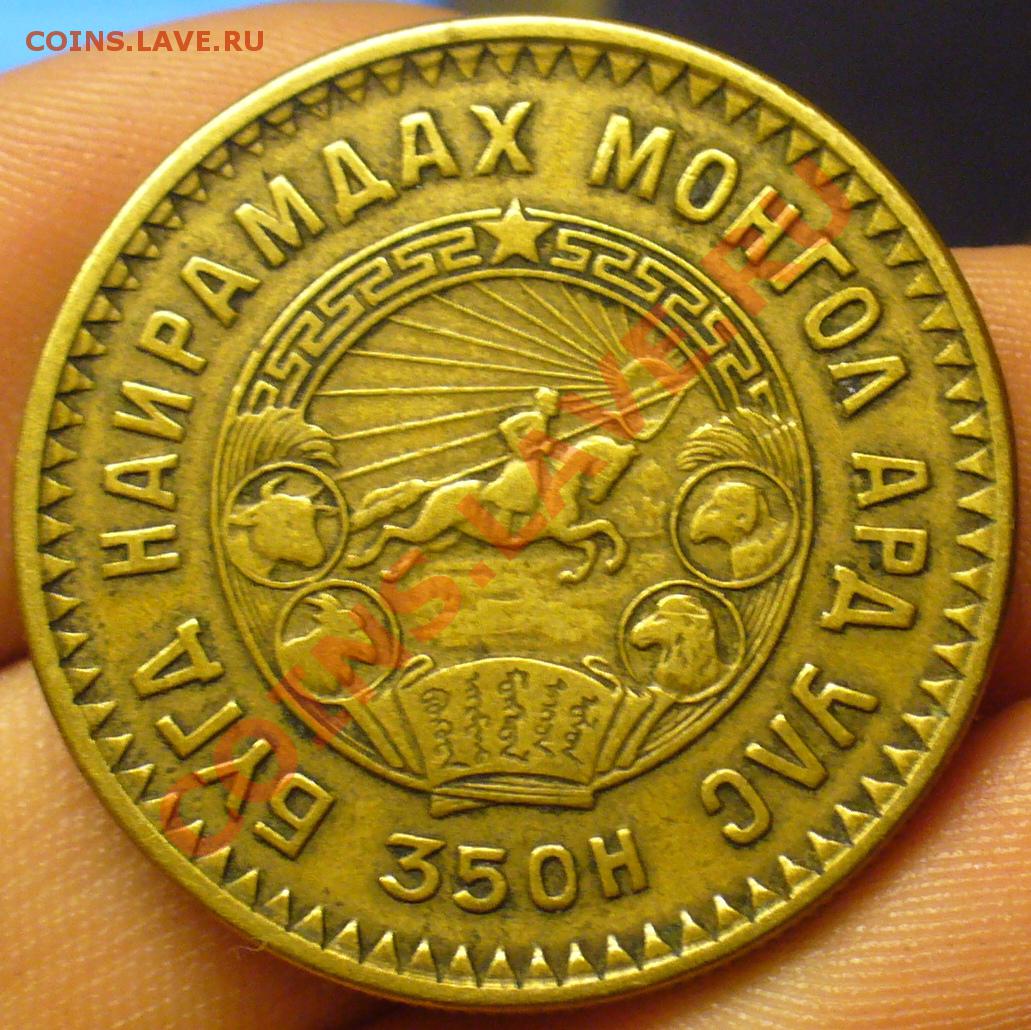 COINS.LAVE.RU
БҮГД НАЙРАМДАХ МОНГОЛ АРД УЛС
35 ОН
COINS.LAVE.RU